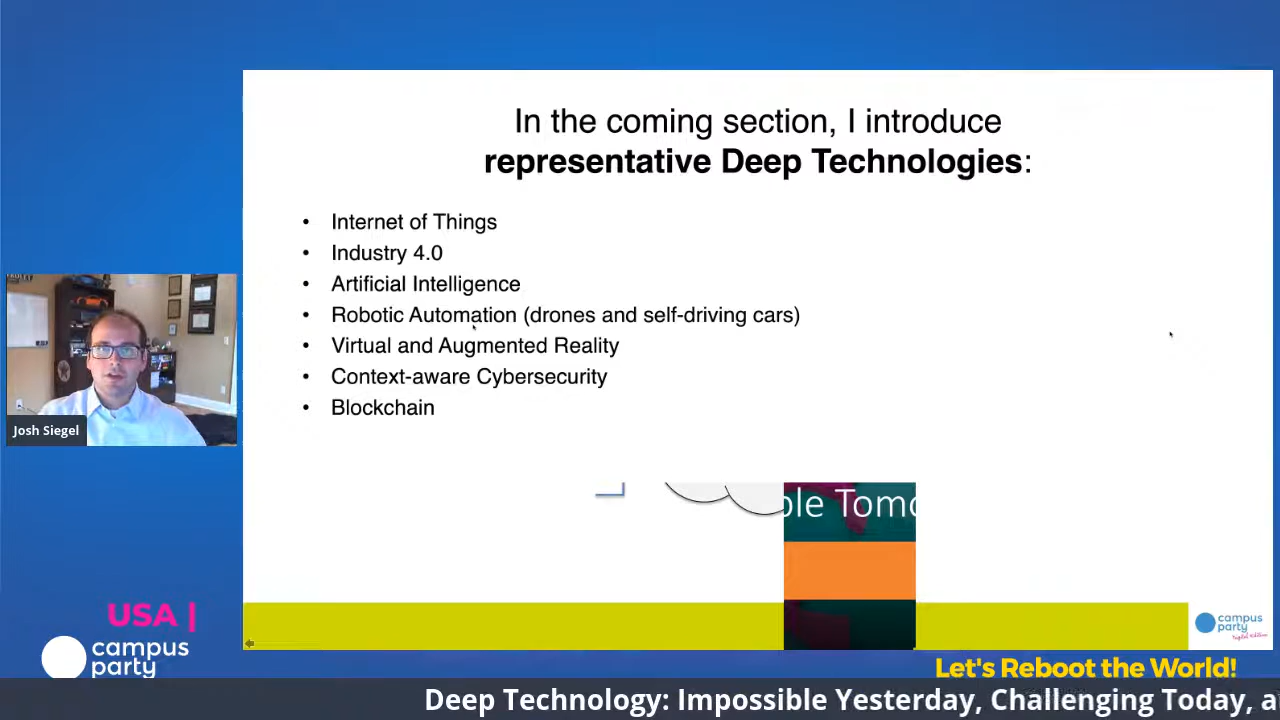 In the coming section, I introduce
representative Deep Technologies:
• Internet of Things
• Industry 4.0
• Artificial Intelligence
• Robotic Automation (drones and self-driving cars)
• Virtual and Augmented Reality
• Context-aware Cybersecurity
• Blockchain
Josh Siegel
ble Tomo
USA |
campus
party
campus
party
Digital Edition
Let's Reboot the World!
Deep Technology: Impossible Yesterday, Challenging Today, a